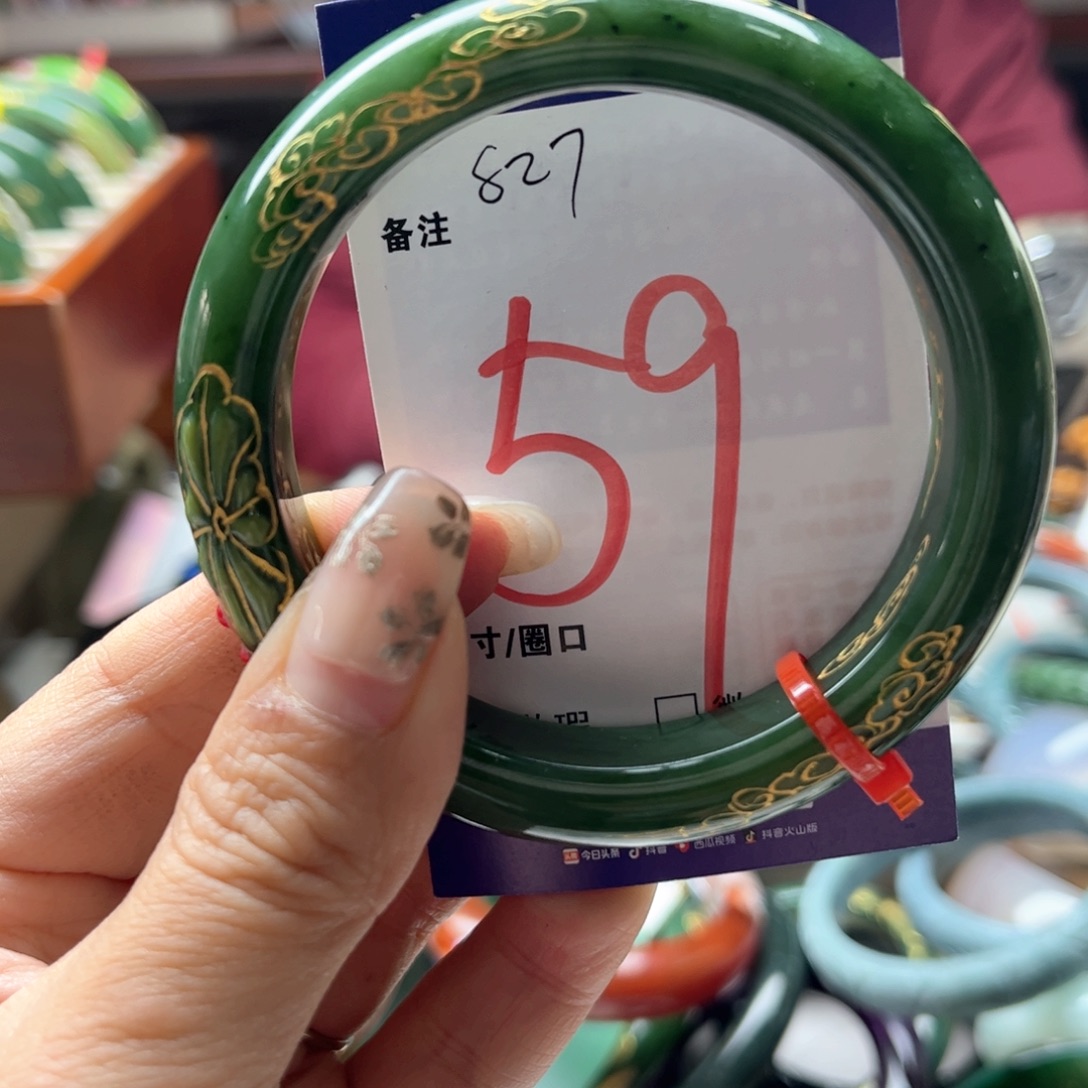 827
备注
59
寸/圈口
今日头条 抖音 西瓜视频 抖音火山版